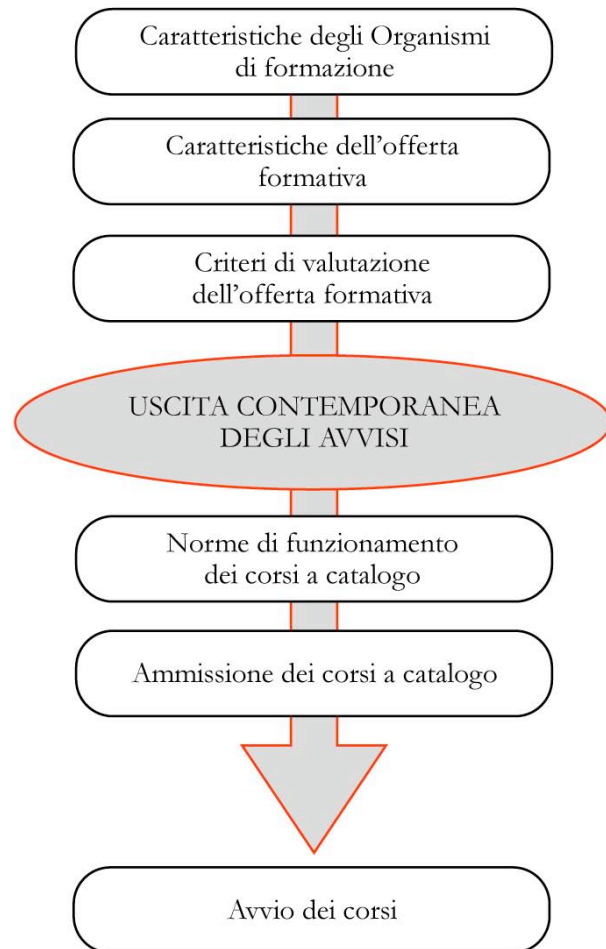 Caratteristiche degli Organismi
di formazione
Caratteristiche dell’offerta
formativa
Criteri di valutazione
dell’offerta formativa
USCITA CONTEMPORANEA
DEGLI AVVISI
Norme di funzionamento
dei corsi a catalogo
Ammissione dei corsi a catalogo
Avvio dei corsi